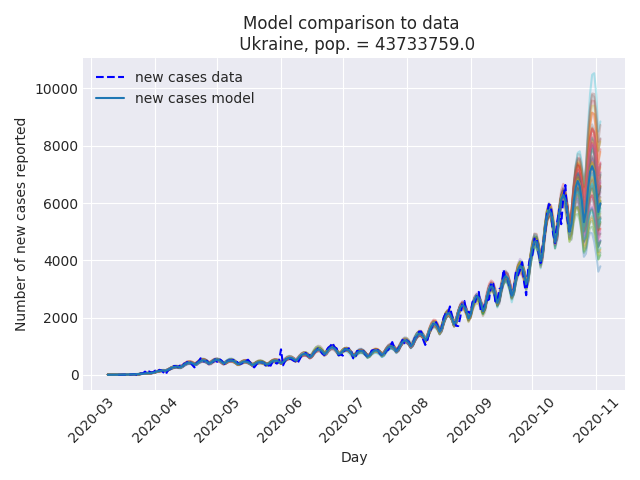 Model comparison to data
Ukraine, pop. = 43733759.0
new cases data
new cases model
Number of new cases reported
10000
8000
6000
4000
2000
0
2020-03
2020-04
2020-05
2020-06
2020-07
2020-08
2020-09
2020-10
2020-11
Day